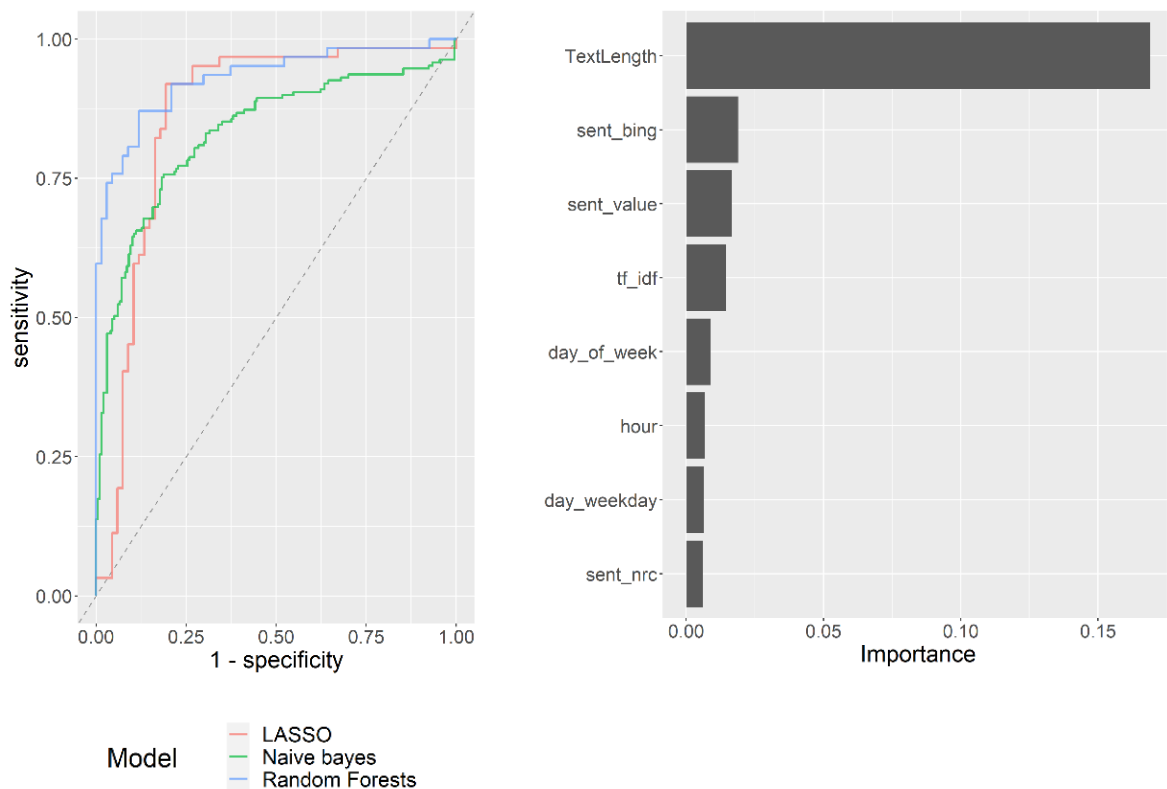 1.00
0.75
0.50
0.25
0.00
sensitivity
0.00 0.25 0.50 0.75 1.00
1 - specificity
Model
LASSO
Naive bayes
Random Forests
TextLength
sent_bing
sent_value
tf_idf
day_of_week
hour
day_weekday
sent_nrc
0.00 0.05 0.10 0.15
Importance